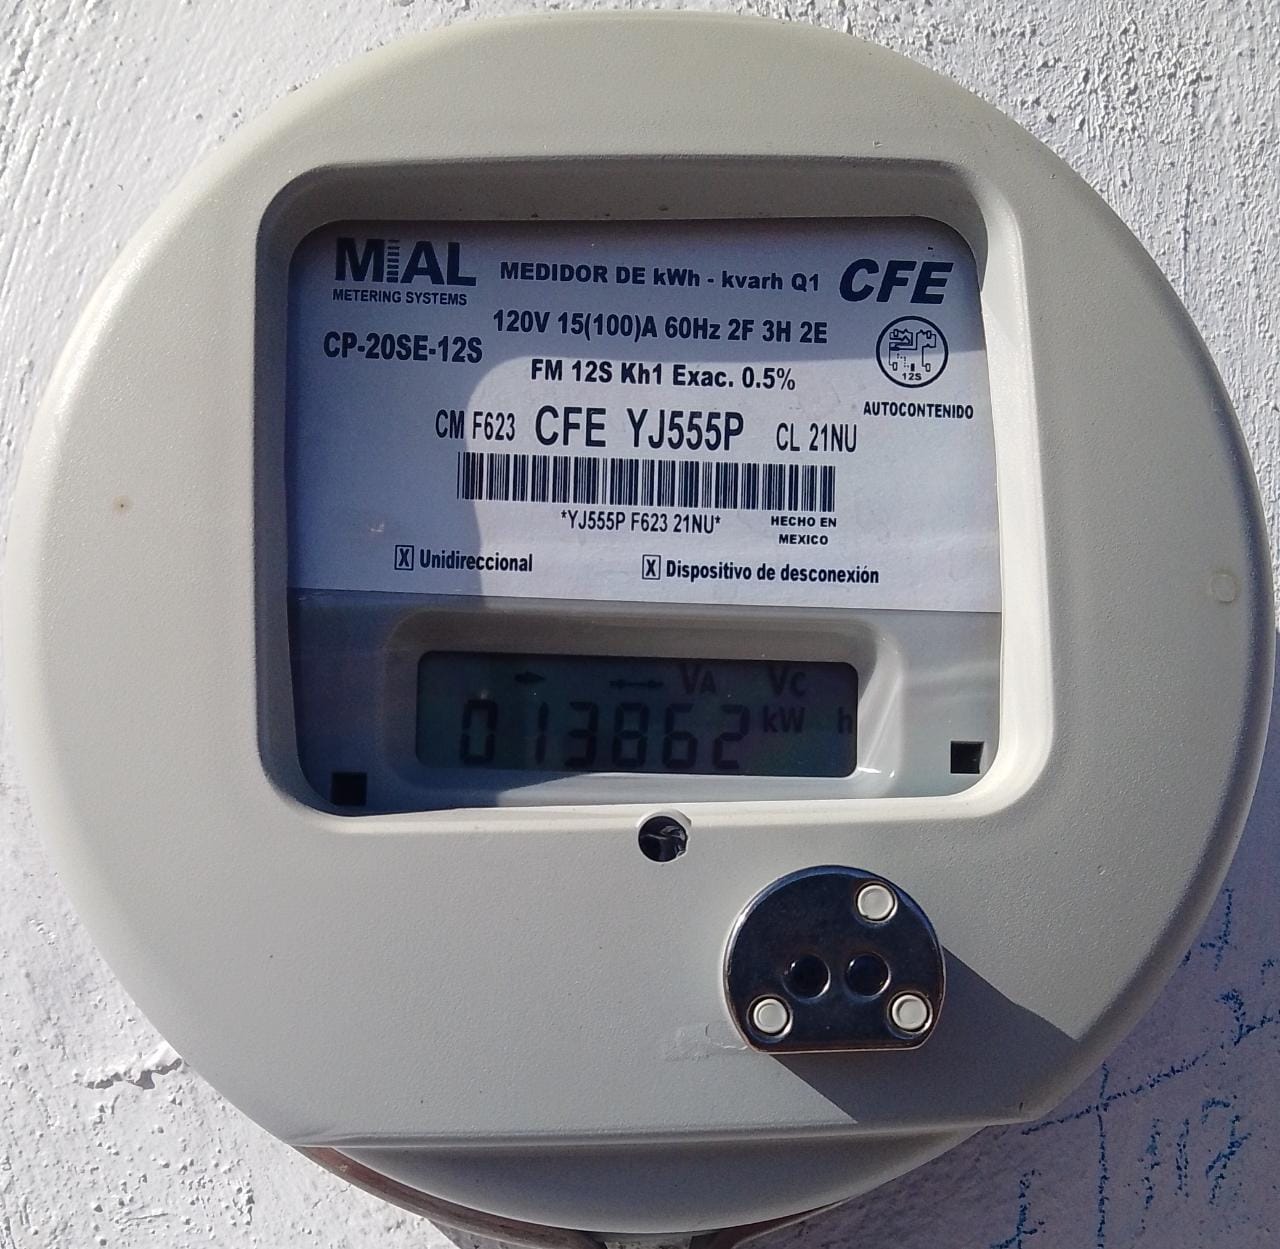 MIAL
METERING SYSTEMS
MEDIDOR DE kWh - kvarh Q1
CFE
120V 15(100)A 60Hz 2F 3H 2E
CP-20SE-12S
FM 12S Kh1 Exac. 0.5%
12S
AUTOCONTENIDO
CM F623 CFE YJ555P CL 21NU
*YJ555P F623 21NU*
HECHO EN
MEXICO
X Unidireccional
X Dispositivo de desconexión
VA VC
013862 kW h